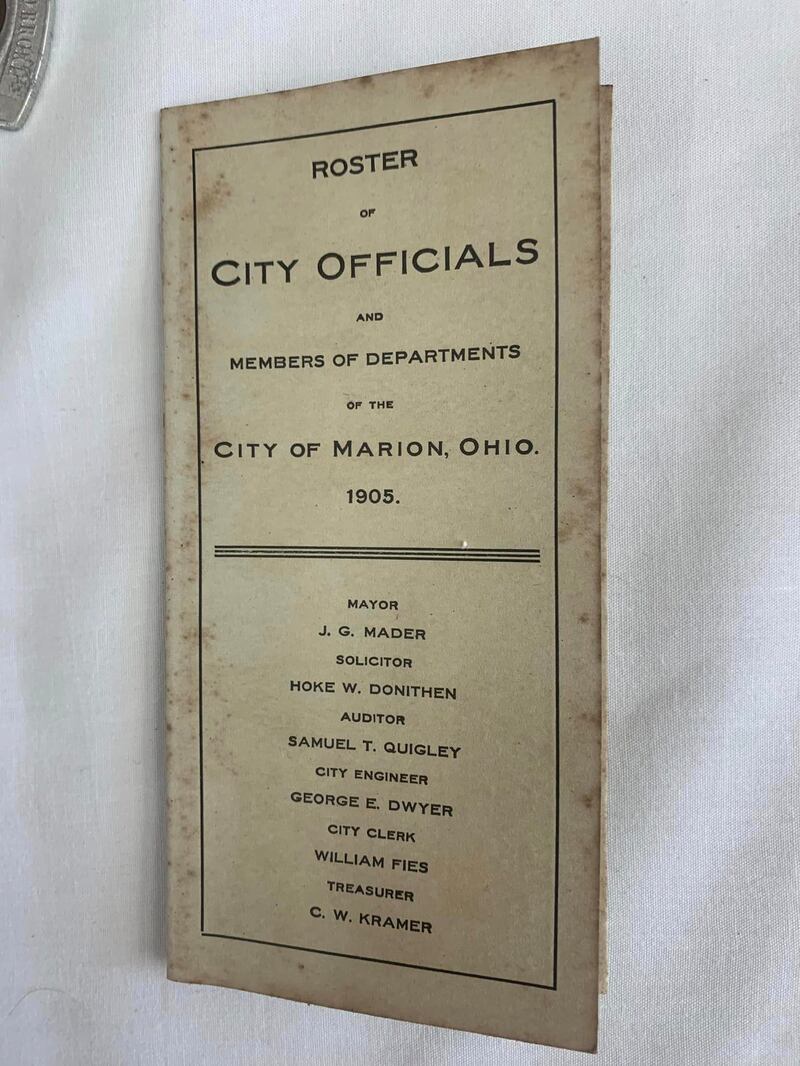 ROSTER
OF
CITY OFFICIALS
AND
MEMBERS OF DEPARTMENTS
OF THE
CITY OF MARION, OHIO.
1905.
MAYOR
J. G. MADER
SOLICITOR
HOKE W. DONITHEN
AUDITOR
SAMUEL T. QUIGLEY
CITY ENGINEER
GEORGE E. DWYER
CITY CLERK
WILLIAM FIES
TREASURER
C. W. KRAMER